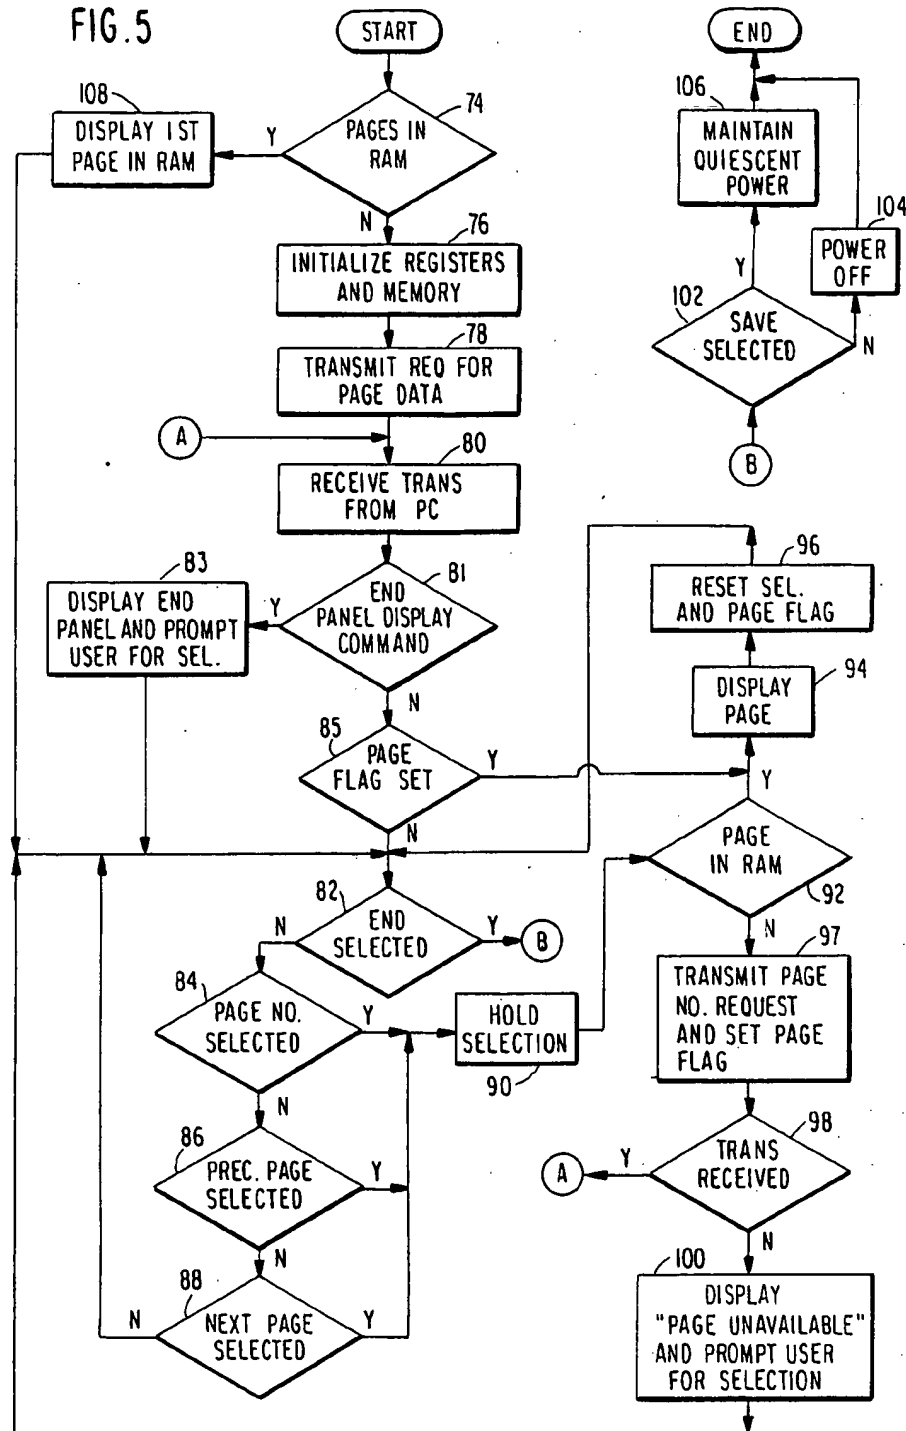 FIG.5
START
END
108
DISPLAY 1ST
PAGE IN RAM
Y
74
PAGES IN
RAM
N
106
MAINTAIN
QUIESCENT
POWER
104
POWER
OFF
Y
102
SAVE
SELECTED
N
B
76
INITIALIZE REGISTERS
AND MEMORY
78
TRANSMIT REQ FOR
PAGE DATA
A
80
RECEIVE TRANS
FROM PC
83
DISPLAY END
PANEL AND PROMPT
USER FOR SEL.
Y
81
END
PANEL DISPLAY
COMMAND
N
96
RESET SEL.
AND PAGE FLAG
94
DISPLAY
PAGE
85
PAGE
FLAG SET
Y
N
Y
PAGE
IN RAM
92
N
82
END
SELECTED
N
Y
B
84
PAGE NO.
SELECTED
Y
N
HOLD
SELECTION
90
97
TRANSMIT PAGE
NO. REQUEST
AND SET PAGE
FLAG
86
PREC. PAGE
SELECTED
Y
N
98
TRANS
RECEIVED
Y
A
N
88
NEXT PAGE
SELECTED
N
Y
100
DISPLAY
"PAGE UNAVAILABLE"
AND PROMPT USER
FOR SELECTION